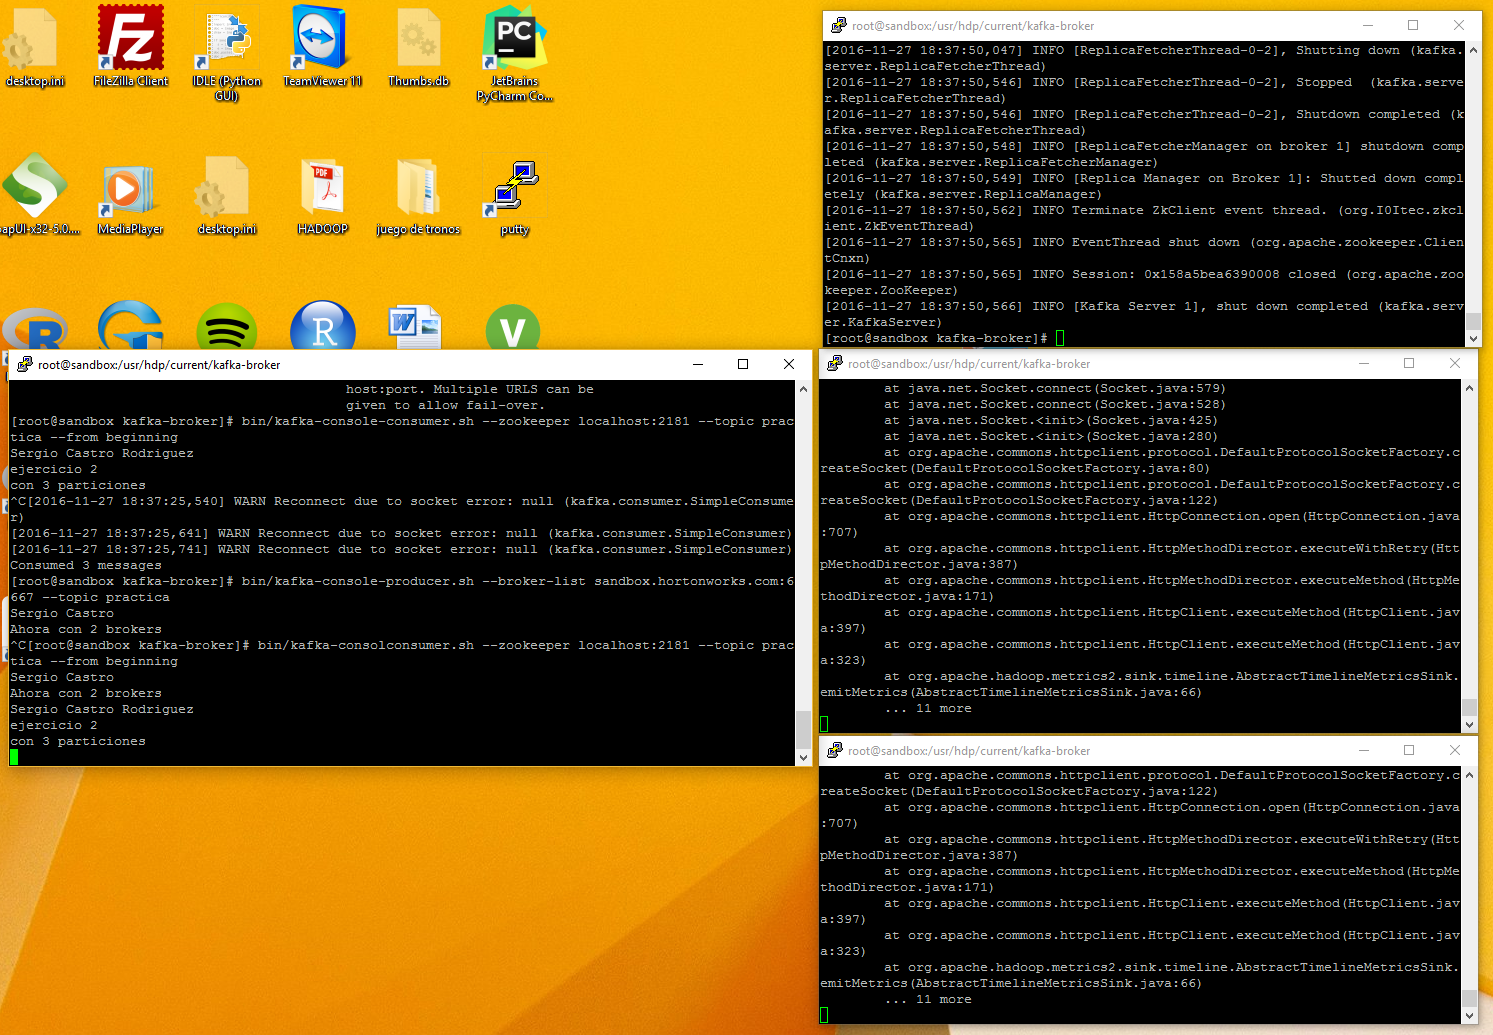 desktop.ini
FileZilla Client
IDLE (Python
GUI)
TeamViewer 11
Thumbs.db
JetBrains
PyCharm Co...
PC
MediaPlayer
desktop.ini
PDF
HADOOP
juego de tronos
putty
root@sandbox:/usr/hdp/current/kafka-broker
[2016-11-27 18:37:50,047] INFO [ReplicaFetcherThread-0-2], Shutting down (kafka.
server.ReplicaFetcherThread)
[2016-11-27 18:37:50,546] INFO [ReplicaFetcherThread-0-2], Stopped  (kafka.serve
r.ReplicaFetcherThread)
[2016-11-27 18:37:50,546] INFO [ReplicaFetcherThread-0-2], Shutdown completed (k
afka.server.ReplicaFetcherThread)
[2016-11-27 18:37:50,548] INFO [ReplicaFetcherManager on broker 1] shutdown comp
leted (kafka.server.ReplicaFetcherManager)
[2016-11-27 18:37:50,549] INFO [Replica Manager on Broker 1]: Shutted down compl
etely (kafka.server.ReplicaManager)
[2016-11-27 18:37:50,562] INFO Terminate ZkClient event thread. (org.I0Itec.zkcl
ient.ZkEventThread)
[2016-11-27 18:37:50,565] INFO EventThread shut down (org.apache.zookeeper.Clien
tCnxn)
[2016-11-27 18:37:50,565] INFO Session: 0x158a5bea6390008 closed (org.apache.zoo
keeper.ZooKeeper)
[2016-11-27 18:37:50,566] INFO [Kafka Server 1], shut down completed (kafka.serv
er.KafkaServer)
[root@sandbox kafka-broker]#
root@sandbox:/usr/hdp/current/kafka-broker
host:port. Multiple URLS can be
given to allow fail-over.
[root@sandbox kafka-broker]# bin/kafka-console-consumer.sh --zookeeper localhost:2181 --topic prac
tica --from beginning
Sergio Castro Rodriguez
ejercicio 2
con 3 particiones
^C[2016-11-27 18:37:25,540] WARN Reconnect due to socket error: null (kafka.consumer.SimpleConsume
r)
[2016-11-27 18:37:25,641] WARN Reconnect due to socket error: null (kafka.consumer.SimpleConsumer)
[2016-11-27 18:37:25,741] WARN Reconnect due to socket error: null (kafka.consumer.SimpleConsumer)
Consumed 3 messages
[root@sandbox kafka-broker]# bin/kafka-console-producer.sh --broker-list sandbox.hortonworks.com:6
667 --topic practica
Sergio Castro
Ahora con 2 brokers
^C[root@sandbox kafka-broker]# bin/kafka-consolconsumer.sh --zookeeper localhost:2181 --topic prac
tica --from beginning
Sergio Castro
Ahora con 2 brokers
Sergio Castro Rodriguez
ejercicio 2
con 3 particiones
root@sandbox:/usr/hdp/current/kafka-broker
at java.net.Socket.connect(Socket.java:579)
at java.net.Socket.connect(Socket.java:528)
at java.net.Socket.<init>(Socket.java:425)
at java.net.Socket.<init>(Socket.java:280)
at org.apache.commons.httpclient.protocol.DefaultProtocolSocketFactory.c
reateSocket(DefaultProtocolSocketFactory.java:80)
at org.apache.commons.httpclient.protocol.DefaultProtocolSocketFactory.c
reateSocket(DefaultProtocolSocketFactory.java:122)
at org.apache.commons.httpclient.HttpConnection.open(HttpConnection.java
:707)
at org.apache.commons.httpclient.HttpMethodDirector.executeWithRetry(Htt
pMethodDirector.java:387)
at org.apache.commons.httpclient.HttpMethodDirector.executeMethod(HttpMe
thodDirector.java:171)
at org.apache.commons.httpclient.HttpClient.executeMethod(HttpClient.jav
a:397)
at org.apache.commons.httpclient.HttpClient.executeMethod(HttpClient.jav
a:323)
at org.apache.hadoop.metrics2.sink.timeline.AbstractTimelineMetricsSink.
emitMetrics(AbstractTimelineMetricsSink.java:66)
... 11 more
root@sandbox:/usr/hdp/current/kafka-broker
at org.apache.commons.httpclient.protocol.DefaultProtocolSocketFactory.c
reateSocket(DefaultProtocolSocketFactory.java:122)
at org.apache.commons.httpclient.HttpConnection.open(HttpConnection.java
:707)
at org.apache.commons.httpclient.HttpMethodDirector.executeWithRetry(Htt
pMethodDirector.java:387)
at org.apache.commons.httpclient.HttpMethodDirector.executeMethod(HttpMe
thodDirector.java:171)
at org.apache.commons.httpclient.HttpClient.executeMethod(HttpClient.jav
a:397)
at org.apache.commons.httpclient.HttpClient.executeMethod(HttpClient.jav
a:323)
at org.apache.hadoop.metrics2.sink.timeline.AbstractTimelineMetricsSink.
emitMetrics(AbstractTimelineMetricsSink.java:66)
... 11 more